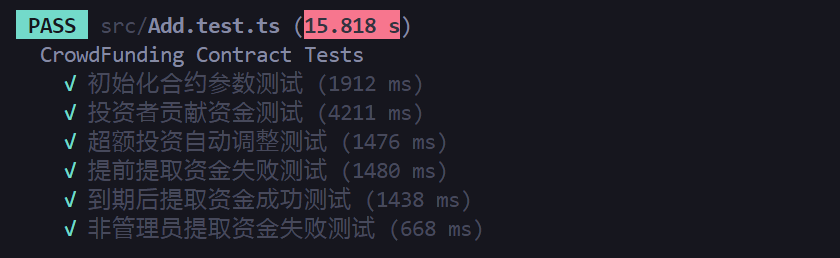 PASS src/Add.test.ts (15.818 s)
CrowdFunding Contract Tests
√ 初始化合约参数测试 (1912 ms)
√ 投资者贡献资金测试 (4211 ms)
√ 超额投资自动调整测试 (1476 ms)
√ 提前提取资金失败测试 (1480 ms)
√ 到期后提取资金成功测试 (1438 ms)
√ 非管理员提取资金失败测试 (668 ms)